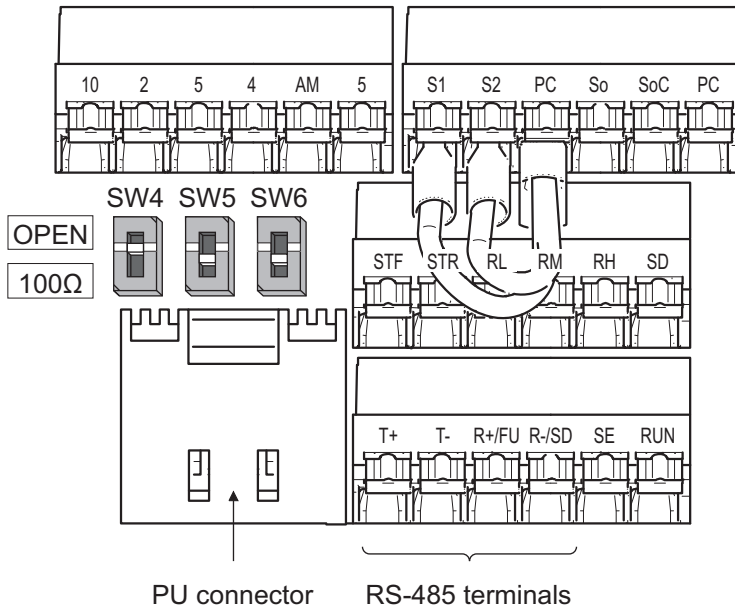 10 2 5 4 AM 5 S1 S2 PC So SoC PC
SW4 SW5 SW6
OPEN
100Ω
STF STR RL RM RH SD
T+ T- R+/FU R-/SD SE RUN
PU connector RS-485 terminals